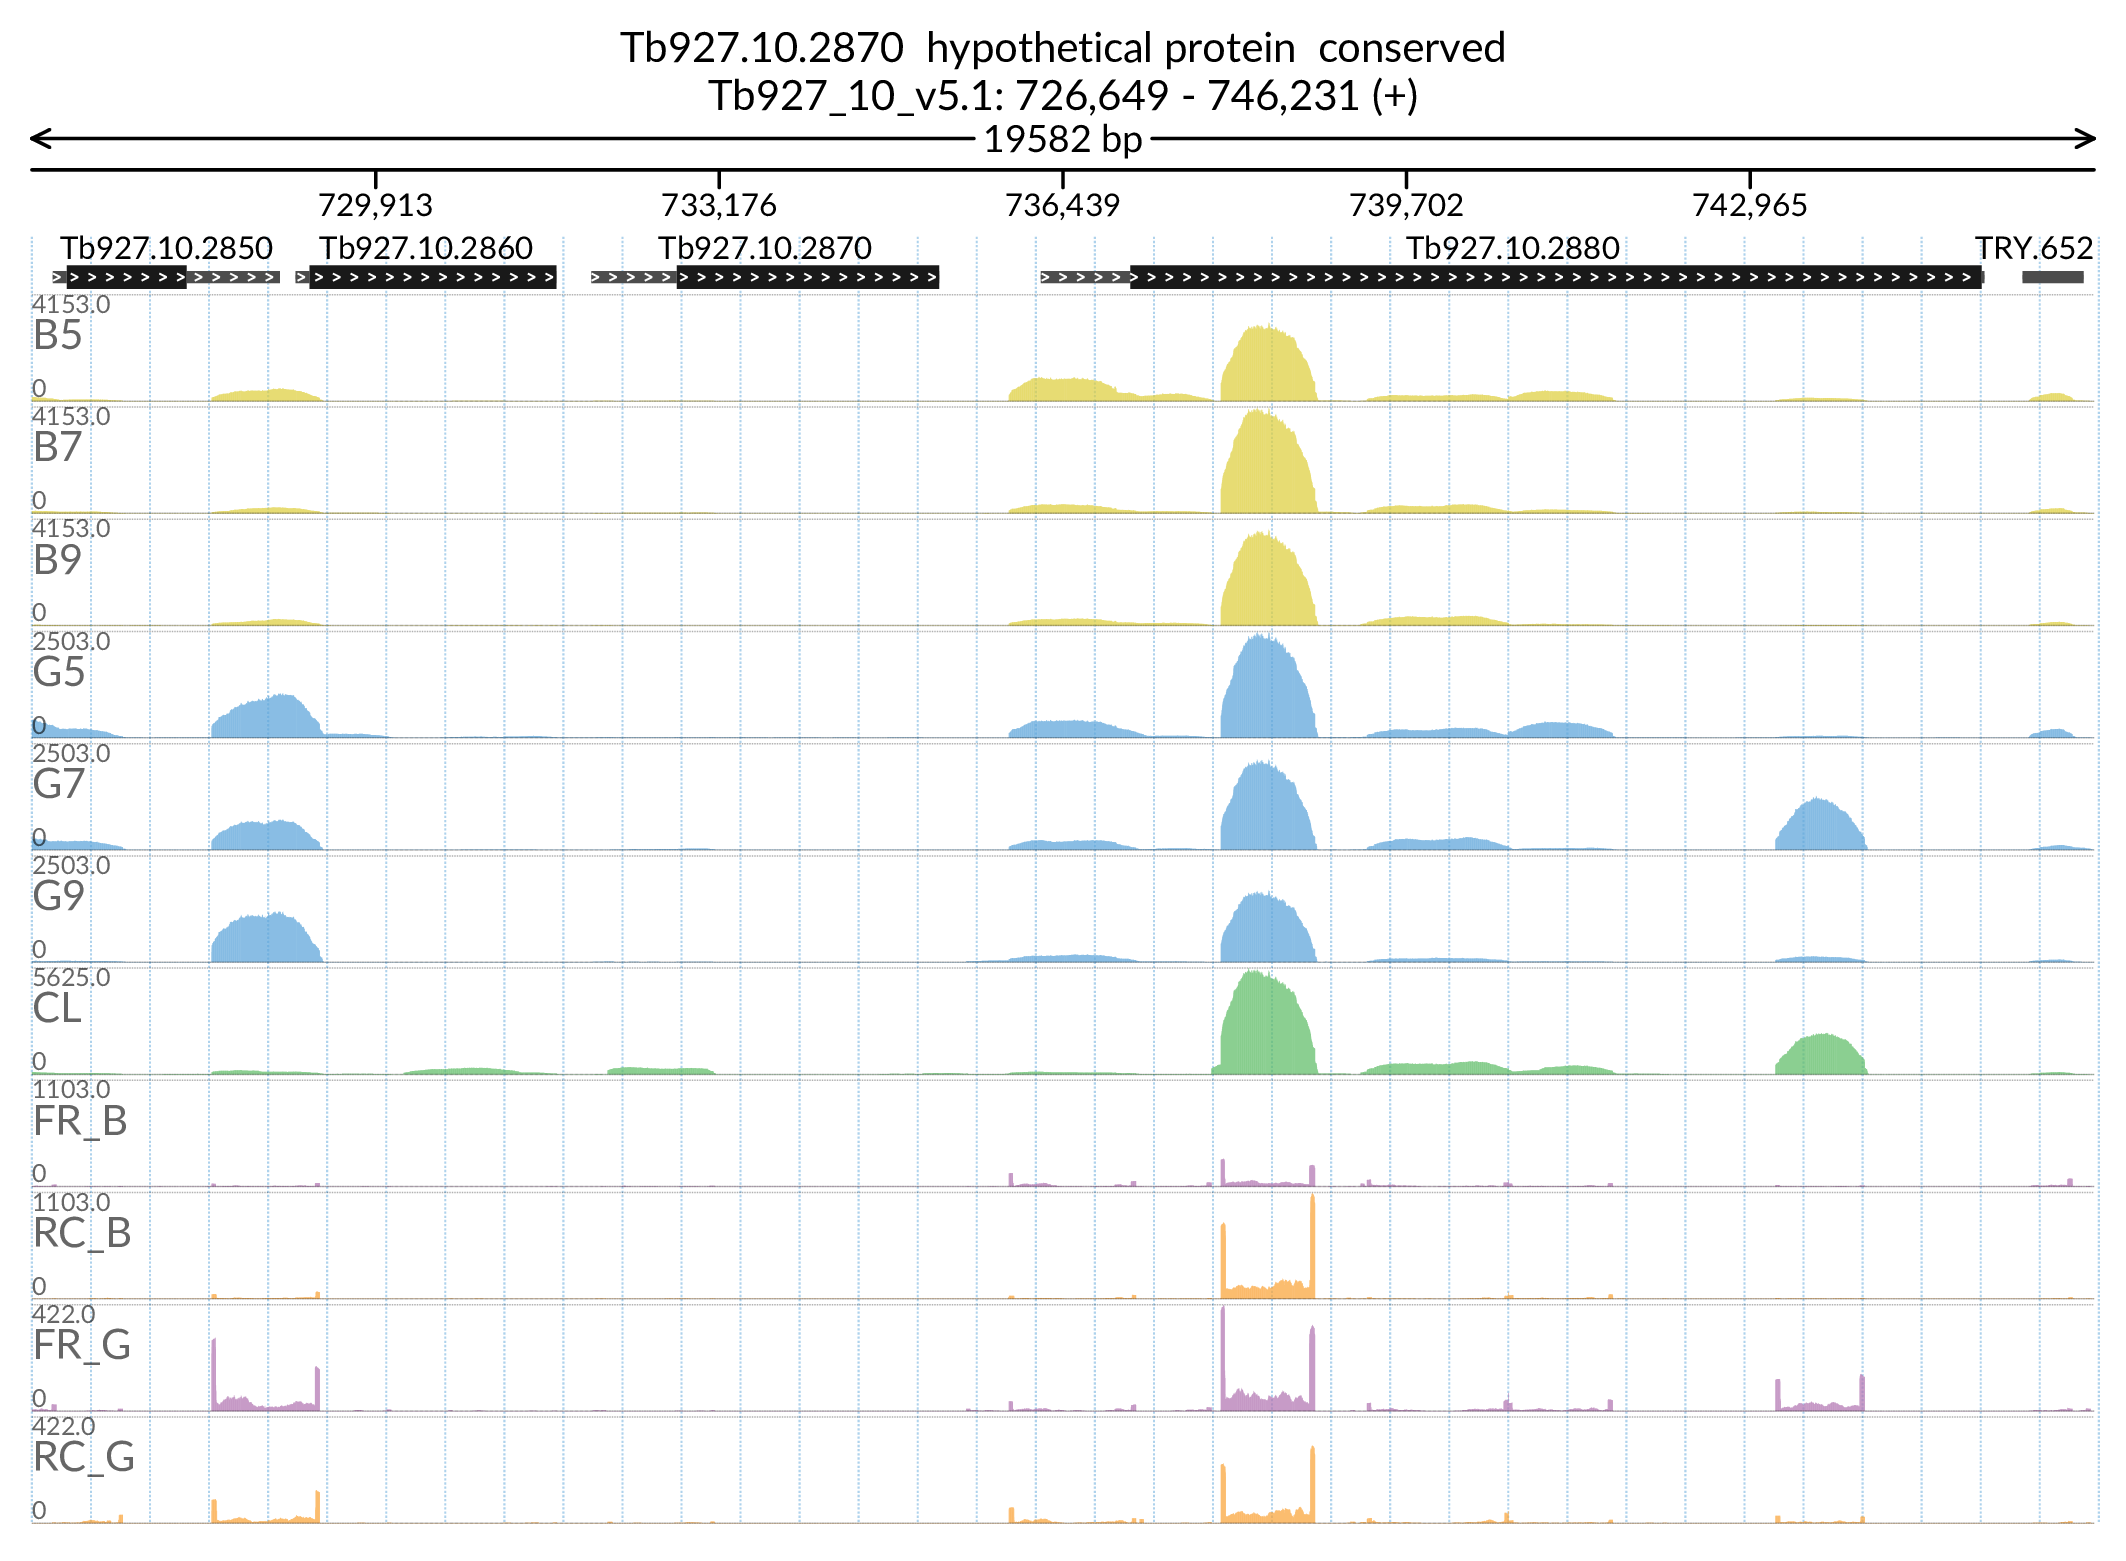 Tb927.10.2870  hypothetical protein  conserved
Tb927_10_v5.1: 726,649 - 746,231 (+)
19582 bp
729,913 733,176 736,439 739,702 742,965
Tb927.10.2850 Tb927.10.2860 Tb927.10.2870 Tb927.10.2880 TRY.652
4153.0
B5
0
4153.0
B7
0
4153.0
B9
0
2503.0
G5
0
2503.0
G7
0
2503.0
G9
0
5625.0
CL
0
1103.0
FR_B
0
1103.0
RC_B
0
422.0
FR_G
0
422.0
RC_G
0